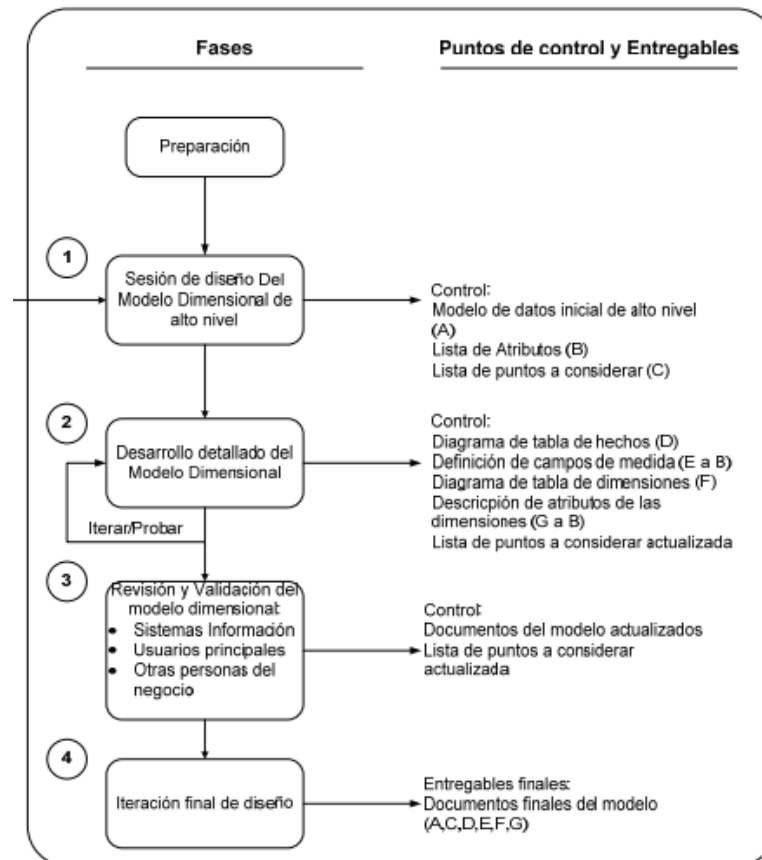 Fases
Puntos de control y Entregables
Preparación
1
Sesión de diseño Del
Modelo Dimensional de
alto nivel
Control:
Modelo de datos inicial de alto nivel
(A)
Lista de Atributos (B)
Lista de puntos a considerar (C)
2
Desarrollo detallado del
Modelo Dimensional
Control:
Diagrama de tabla de hechos (D)
Definición de campos de medida (E a B)
Diagrama de tabla de dimensiones (F)
Descricpión de atributos de las
dimensiones (G a B)
Lista de puntos a considerar actualizada
Iterar/Probar
3
Revisión y Validación del
modelo dimensional:
• Sistemas Información
• Usuarios principales
• Otras personas del
negocio
Control:
Documentos del modelo actualizados
Lista de puntos a considerar
actualizada
4
Iteración final de diseño
Entregables finales:
Documentos finales del modelo
(A,C,D,E,F,G)